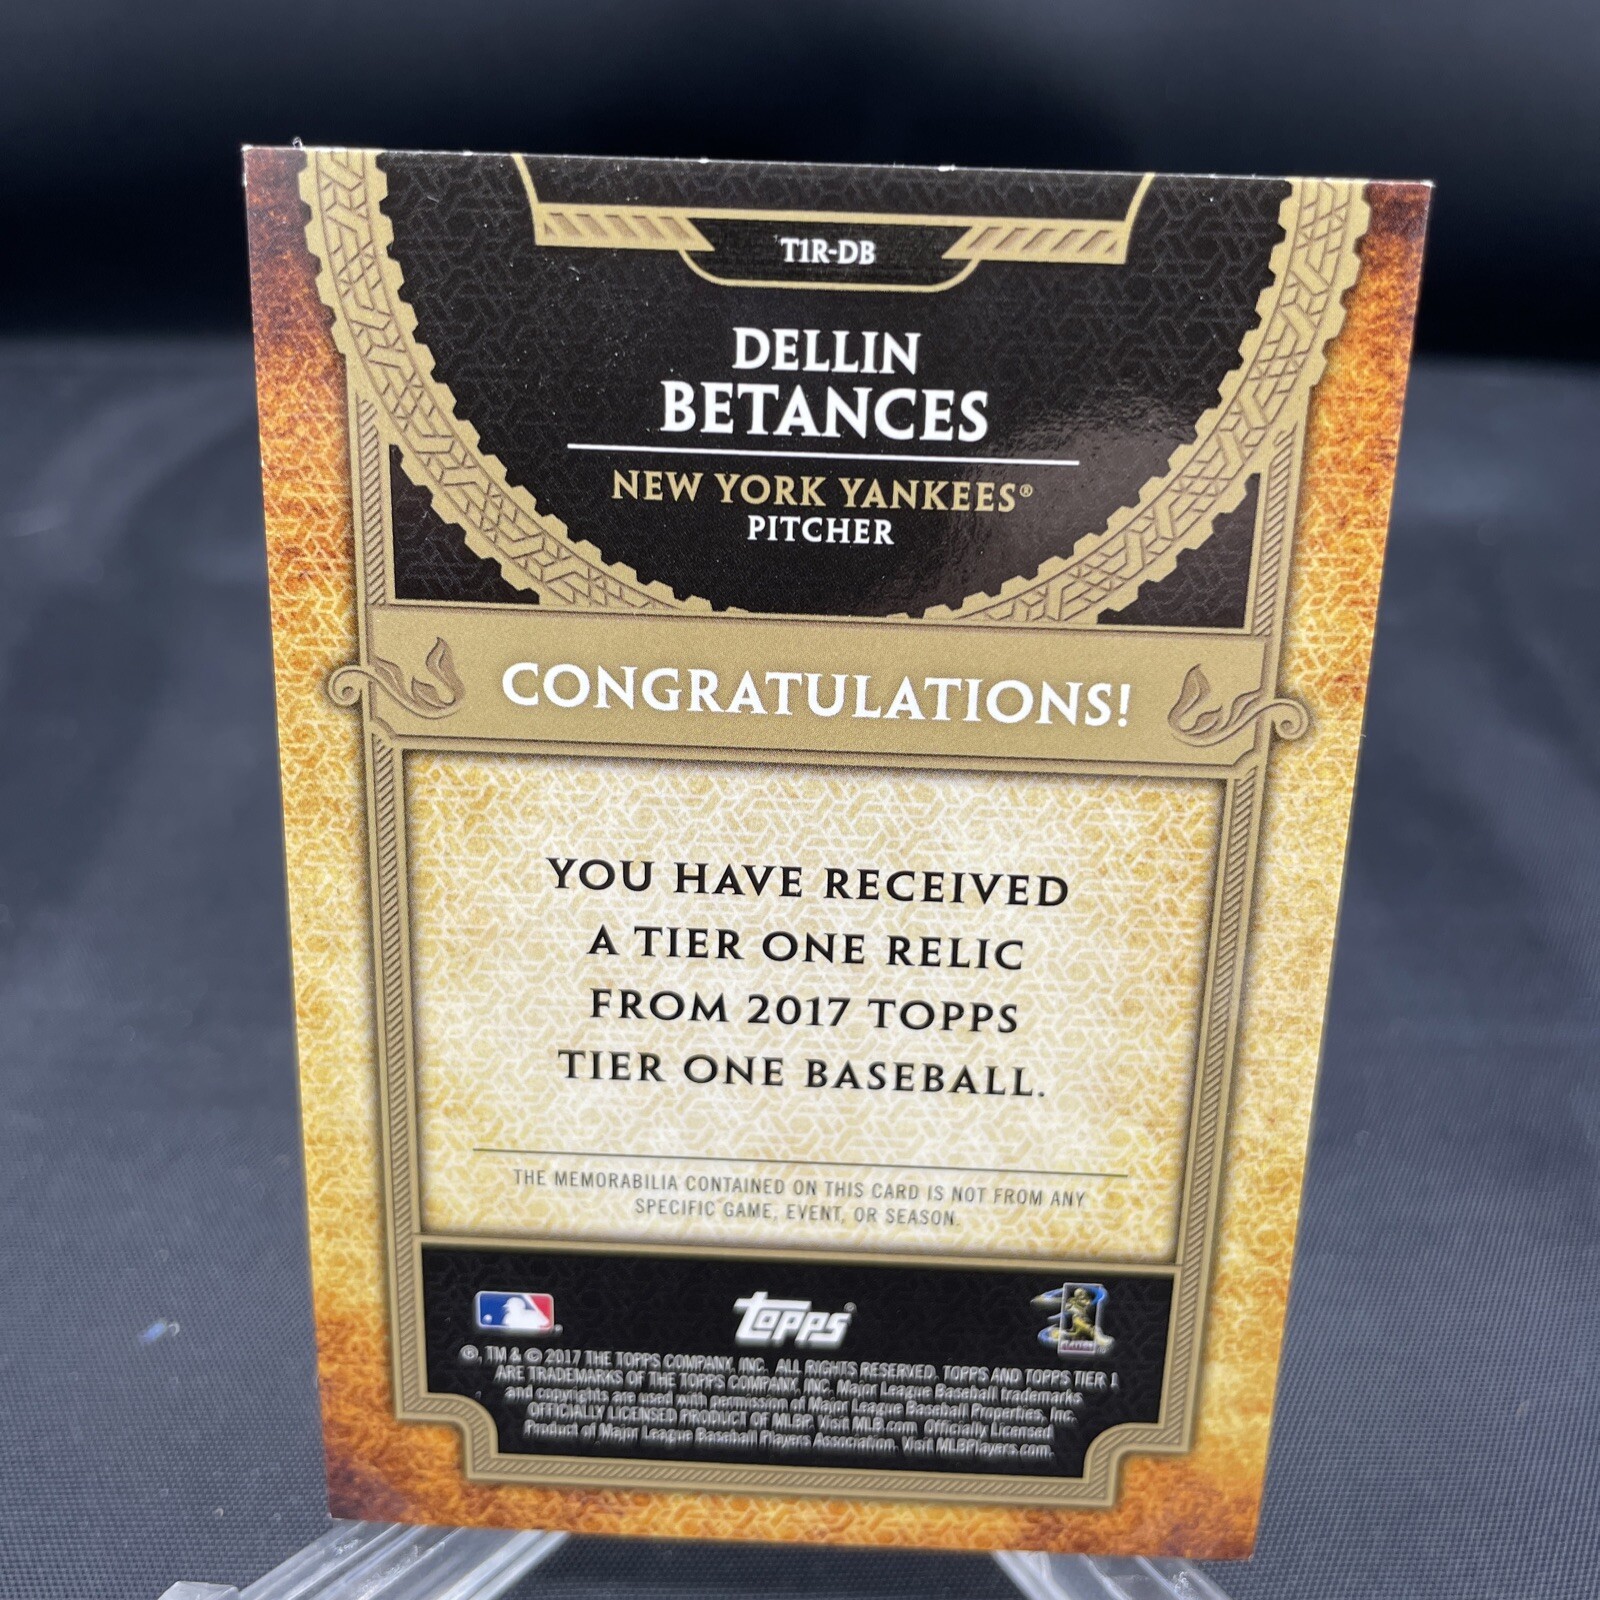 T1R-DB
DELLIN
BETANCES
NEW YORK YANKEES®
PITCHER
CONGRATULATIONS!
YOU HAVE RECEIVED
A TIER ONE RELIC
FROM 2017 TOPPS
TIER ONE BASEBALL.
THE MEMORABILIA CONTAINED ON THIS CARD IS NOT FROM ANY
SPECIFIC GAME, EVENT, OR SEASON.
topps®
®, TM & © 2017 THE TOPPS COMPANY, INC. ALL RIGHTS RESERVED. TOPPS AND TOPPS TIER 1
ARE TRADEMARKS OF THE TOPPS COMPANY, INC. Major League Baseball trademarks
and copyrights are used with permission of Major League Baseball Properties, Inc.
OFFICIALLY LICENSED PRODUCT OF MLBP. Visit MLB.com Officially Licensed
Product of Major League Baseball Players Association. Visit MLBPlayers.com.